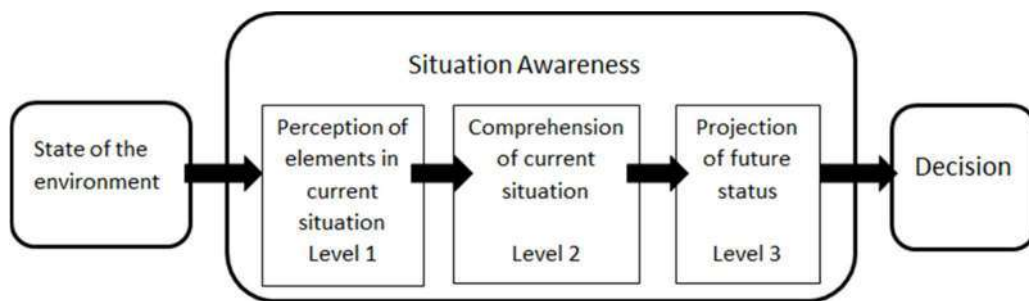 Situation Awareness
State of the
environment
Perception of
elements in
current
situation
Level 1
Comprehension
of current
situation
Level 2
Projection
of future
status
Level 3
Decision